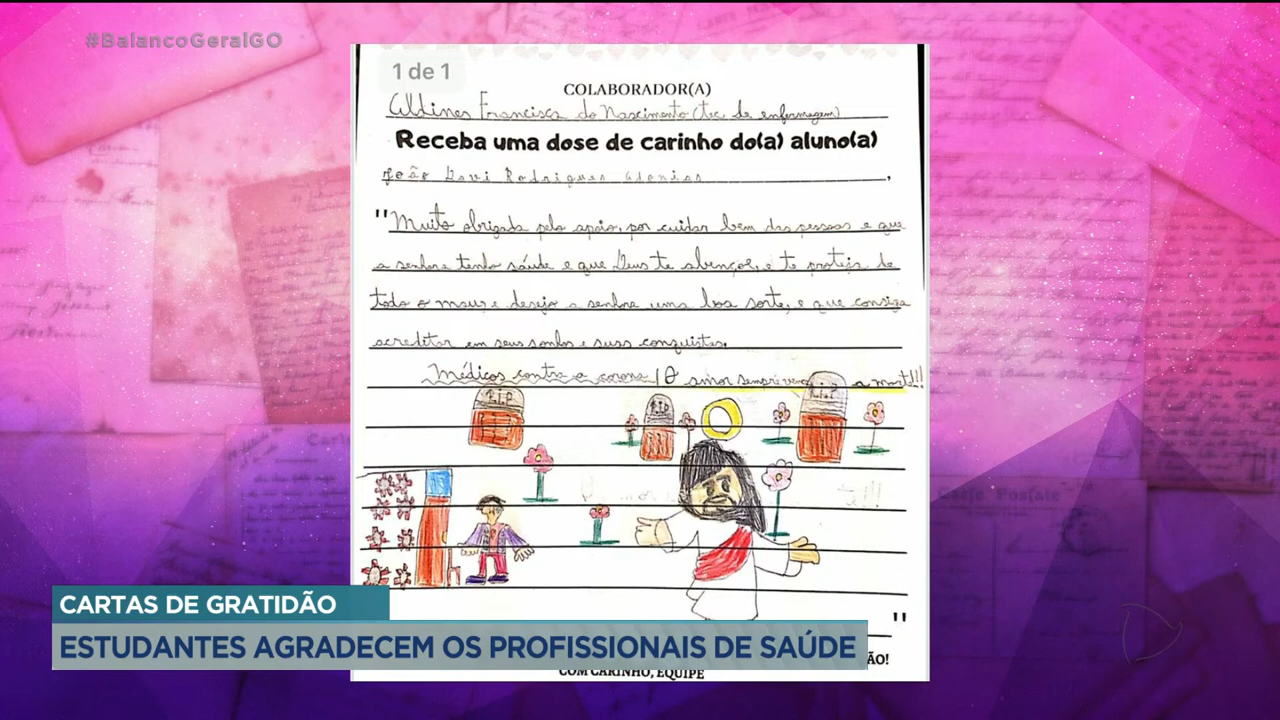 #BalancoGeralGO
1 de 1
COLABORADOR(A)
Francisca do Nascimento (tec de enfermagem)
Receba uma dose de carinho do(a) aluno(a)
João Davi Rodrigues
"Muito obrigada pelo apoio, por cuidar bem das pessoas e que
a senhora tenha saúde e que Deus te abençoe, e te proteja de
todo o maur e desejo a senhora uma boa sorte, e que consiga
acreditar em seus sonhos e suas conquistas.
Médicos contra o corona / O amor sempre vence a morte!!!
R.I.P
R.I.P
R.I.P
"
CARTAS DE GRATIDÃO
ESTUDANTES AGRADECEM OS PROFISSIONAIS DE SAÚDE
ÃO!
COM CARINHO, EQUIPE